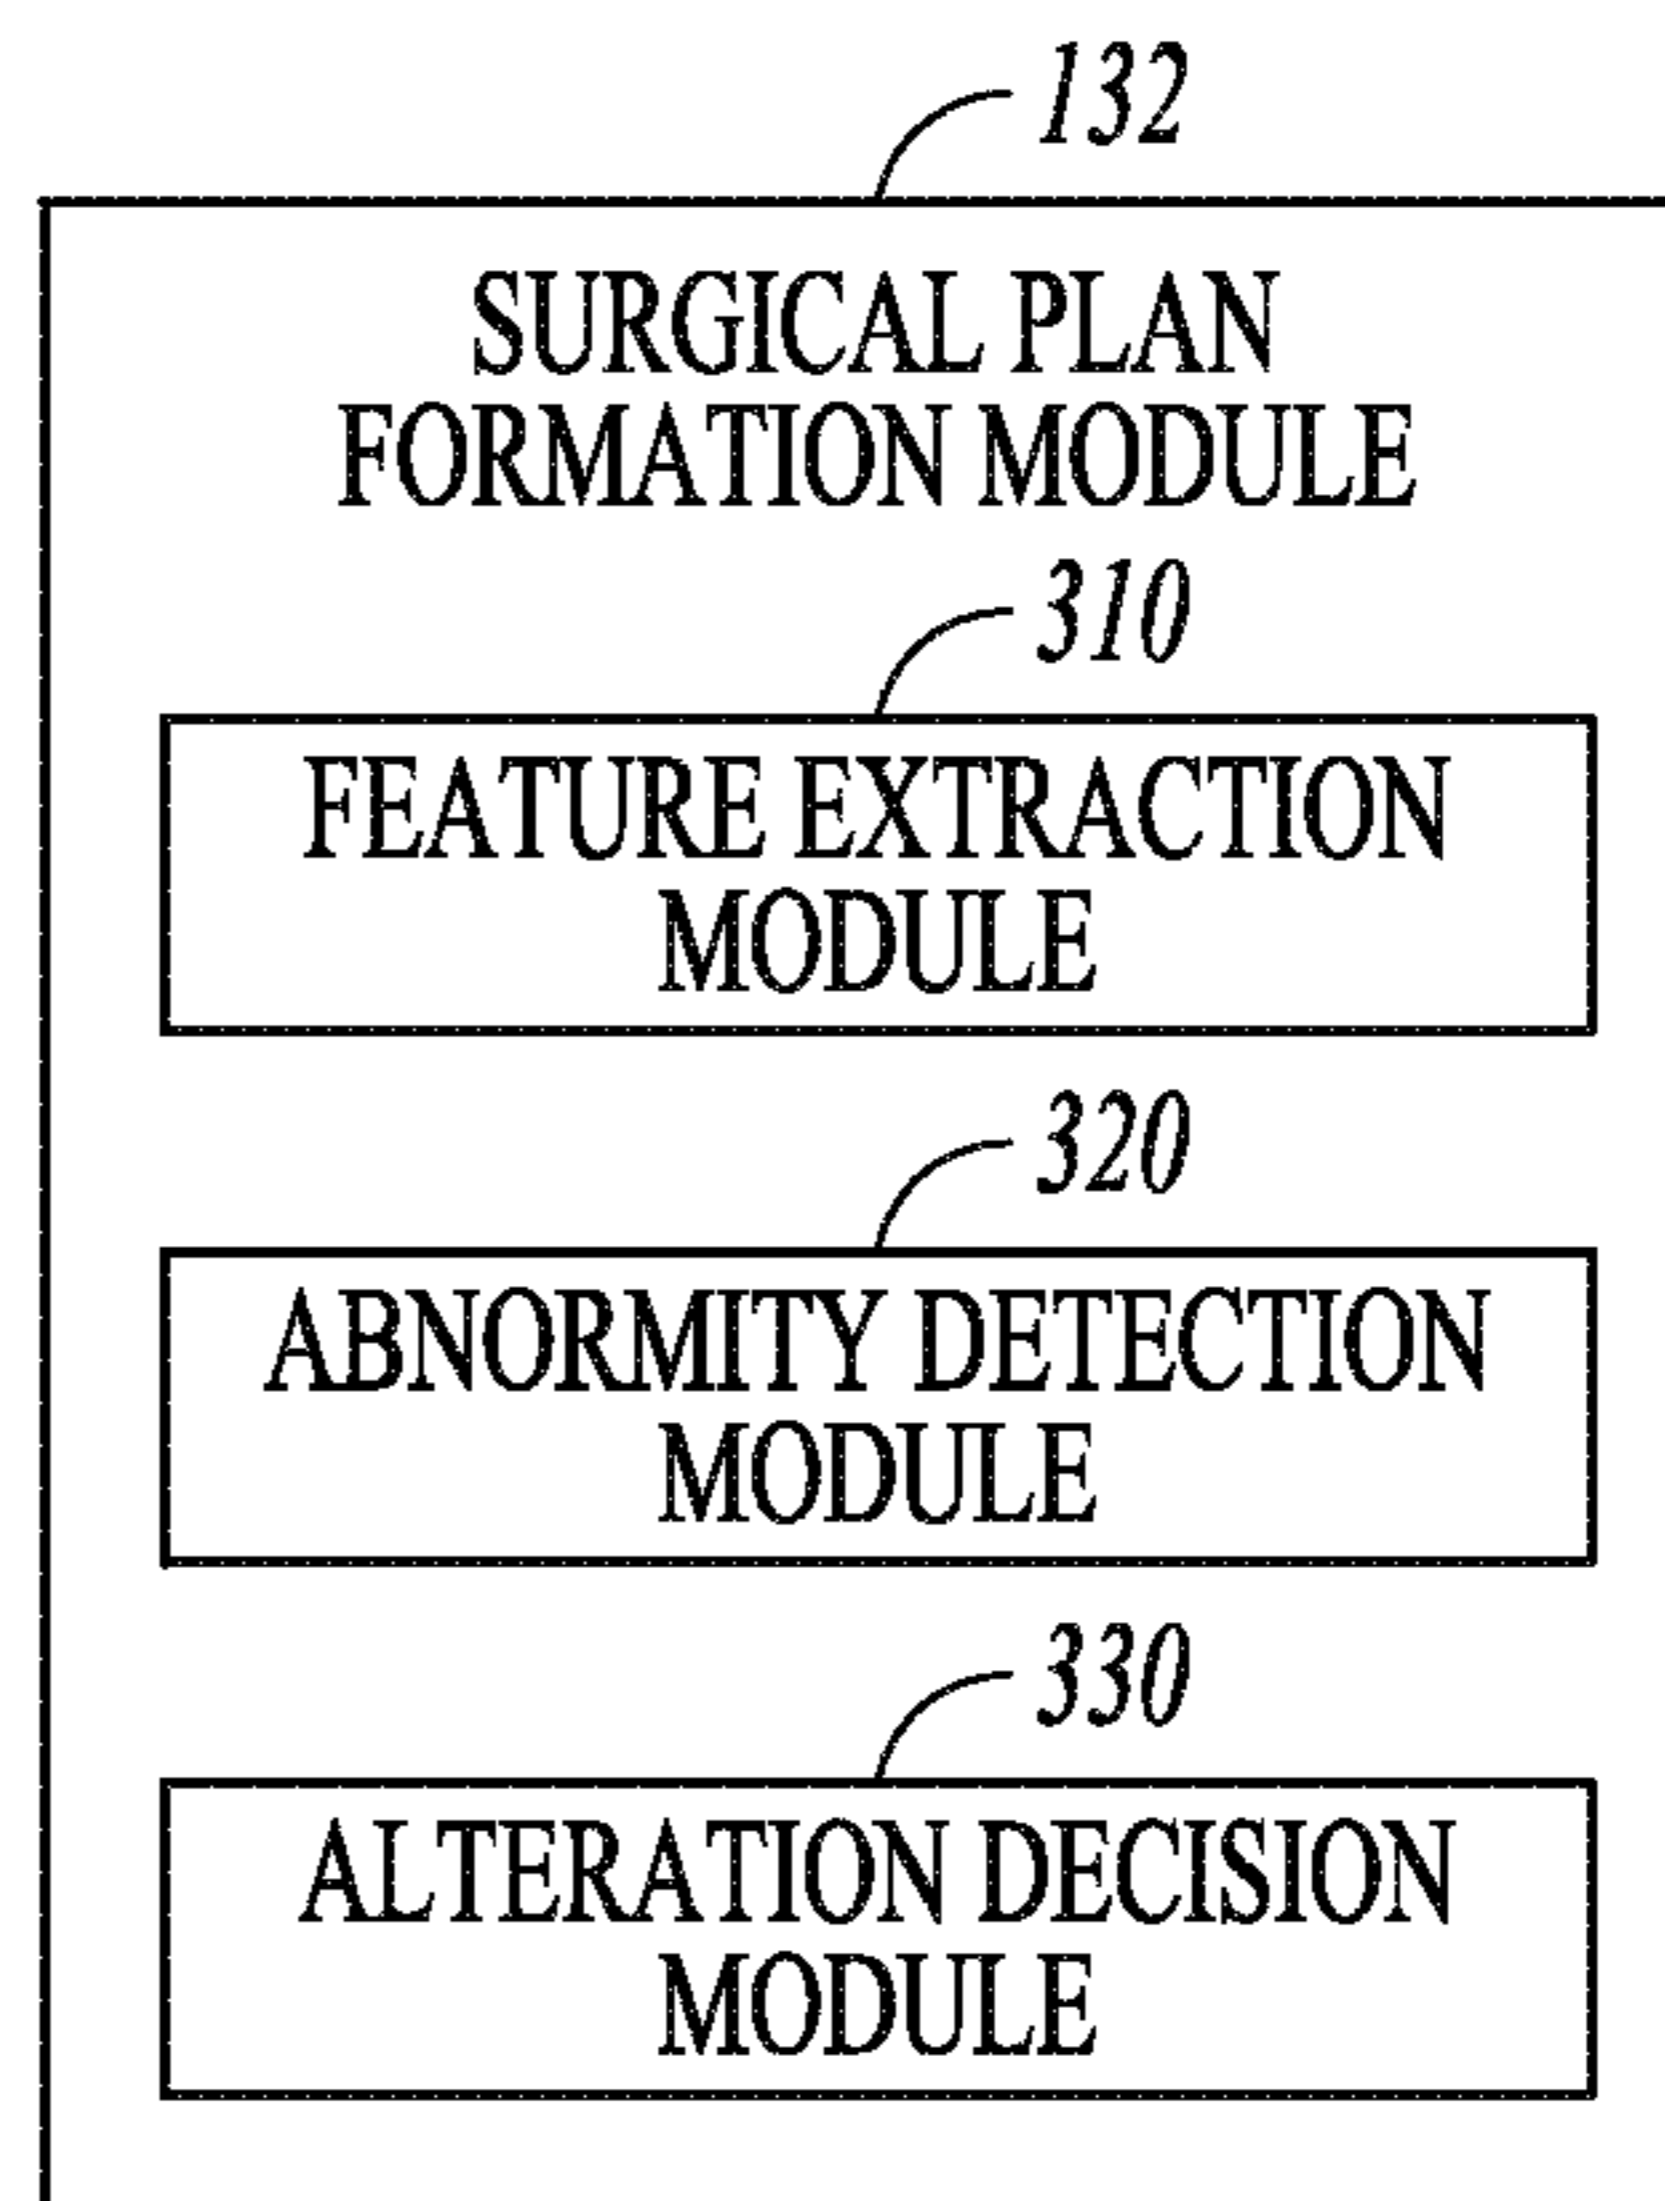 132
SURGICAL PLAN
FORMATION MODULE
310
FEATURE EXTRACTION
MODULE
320
ABNORMITY DETECTION
MODULE
330
ALTERATION DECISION
MODULE